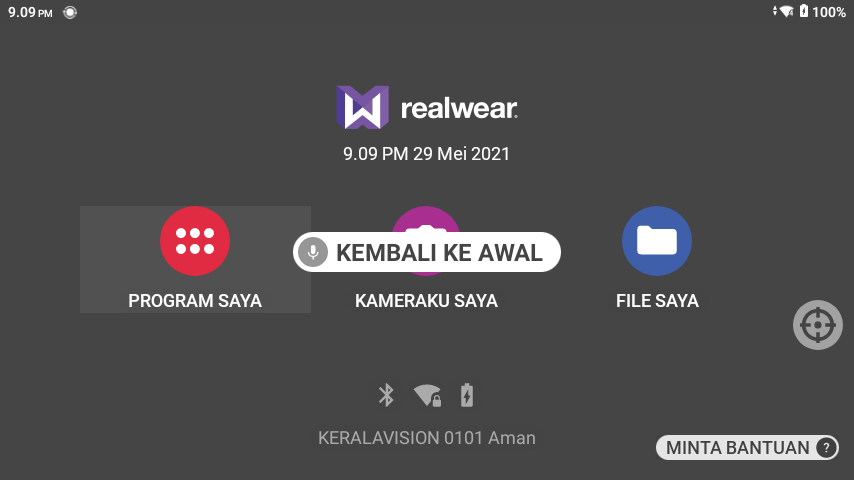 9.09 PM
100%
realwear
9.09 PM 29 Mei 2021
KEMBALI KE AWAL
PROGRAM SAYA
KAMERAKU SAYA
FILE SAYA
KERALAVISION 0101 Aman
MINTA BANTUAN ?